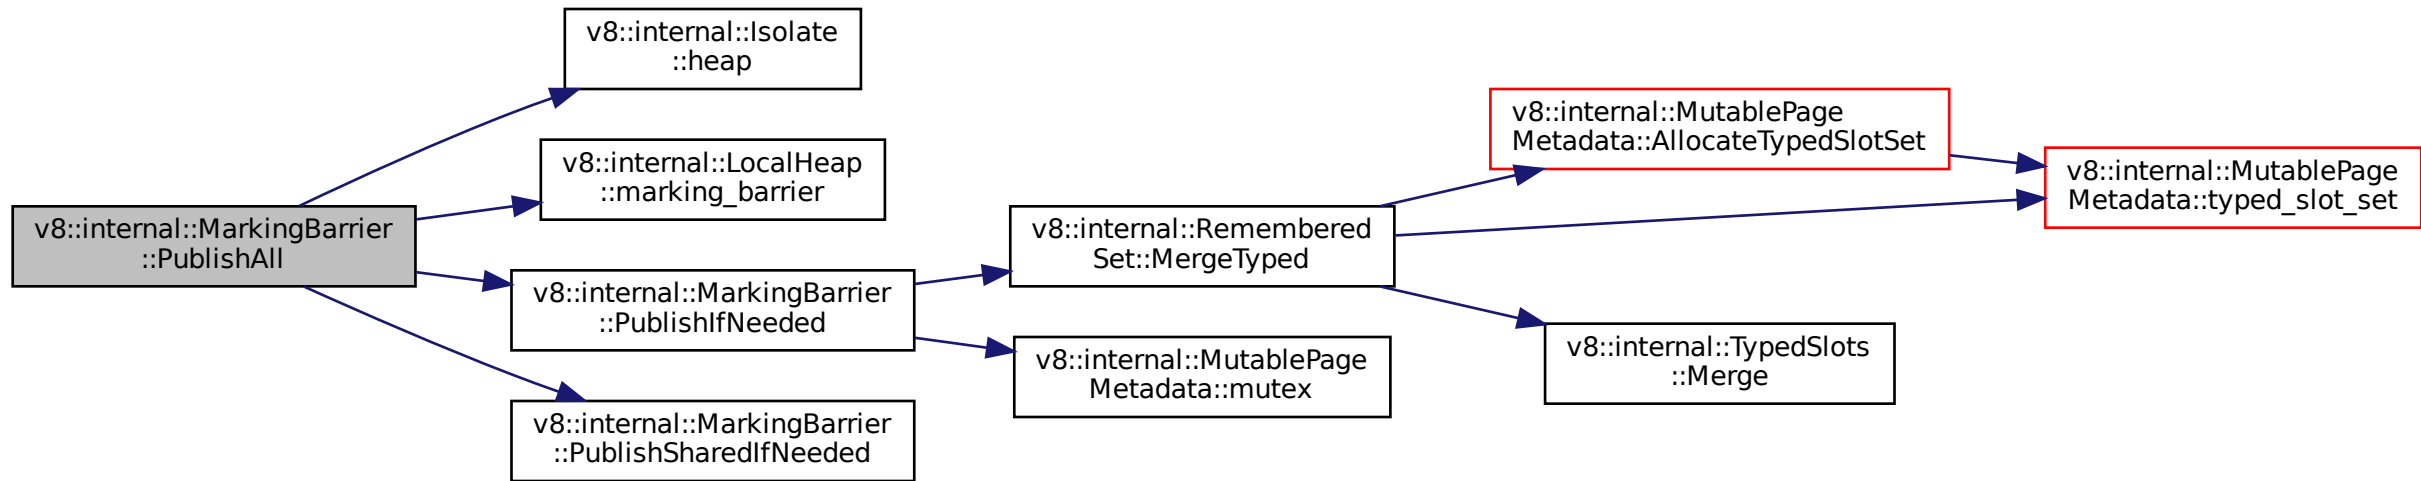 v8::internal::Isolate
::heap
v8::internal::LocalHeap
::marking_barrier
v8::internal::MarkingBarrier
::PublishAll
v8::internal::MarkingBarrier
::PublishIfNeeded
v8::internal::MarkingBarrier
::PublishSharedIfNeeded
v8::internal::Remembered
Set::MergeTyped
v8::internal::MutablePage
Metadata::mutex
v8::internal::MutablePage
Metadata::AllocateTypedSlotSet
v8::internal::TypedSlots
::Merge
v8::internal::MutablePage
Metadata::typed_slot_set